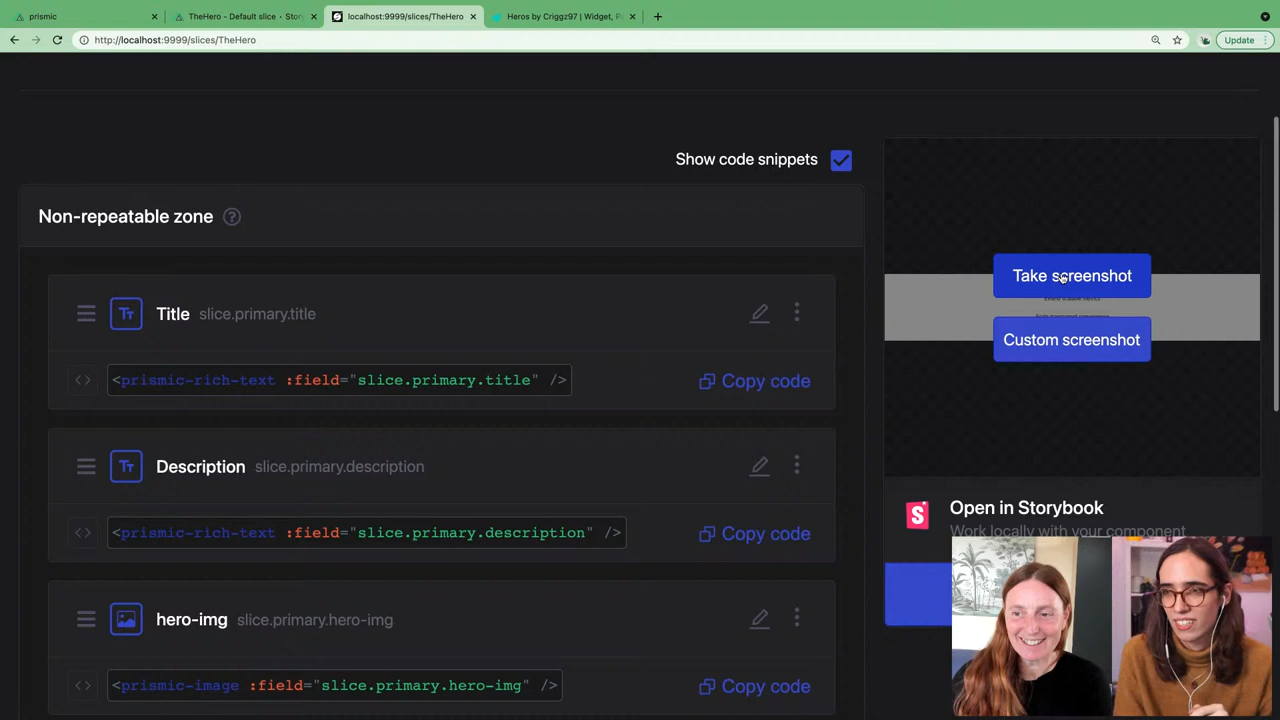 prismic
TheHero - Default slice · Story
localhost:9999/slices/TheHero
Heros by Criggz97 | Widget, P
http://localhost:9999/slices/TheHero
Update
Show code snippets
Non-repeatable zone ?
Title slice.primary.title
<prismic-rich-text :field="slice.primary.title" />
Copy code
Description slice.primary.description
<prismic-rich-text :field="slice.primary.description" />
Copy code
hero-img slice.primary.hero-img
<prismic-image :field="slice.primary.hero-img" />
Copy code
Take screenshot
Custom screenshot
Open in Storybook
Work locally with your component